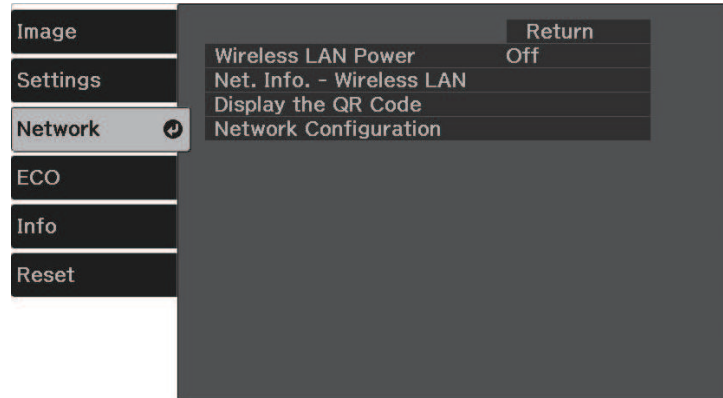 Image
Settings
Network
ECO
Info
Reset
Return
Wireless LAN Power Off
Net. Info. - Wireless LAN
Display the QR Code
Network Configuration